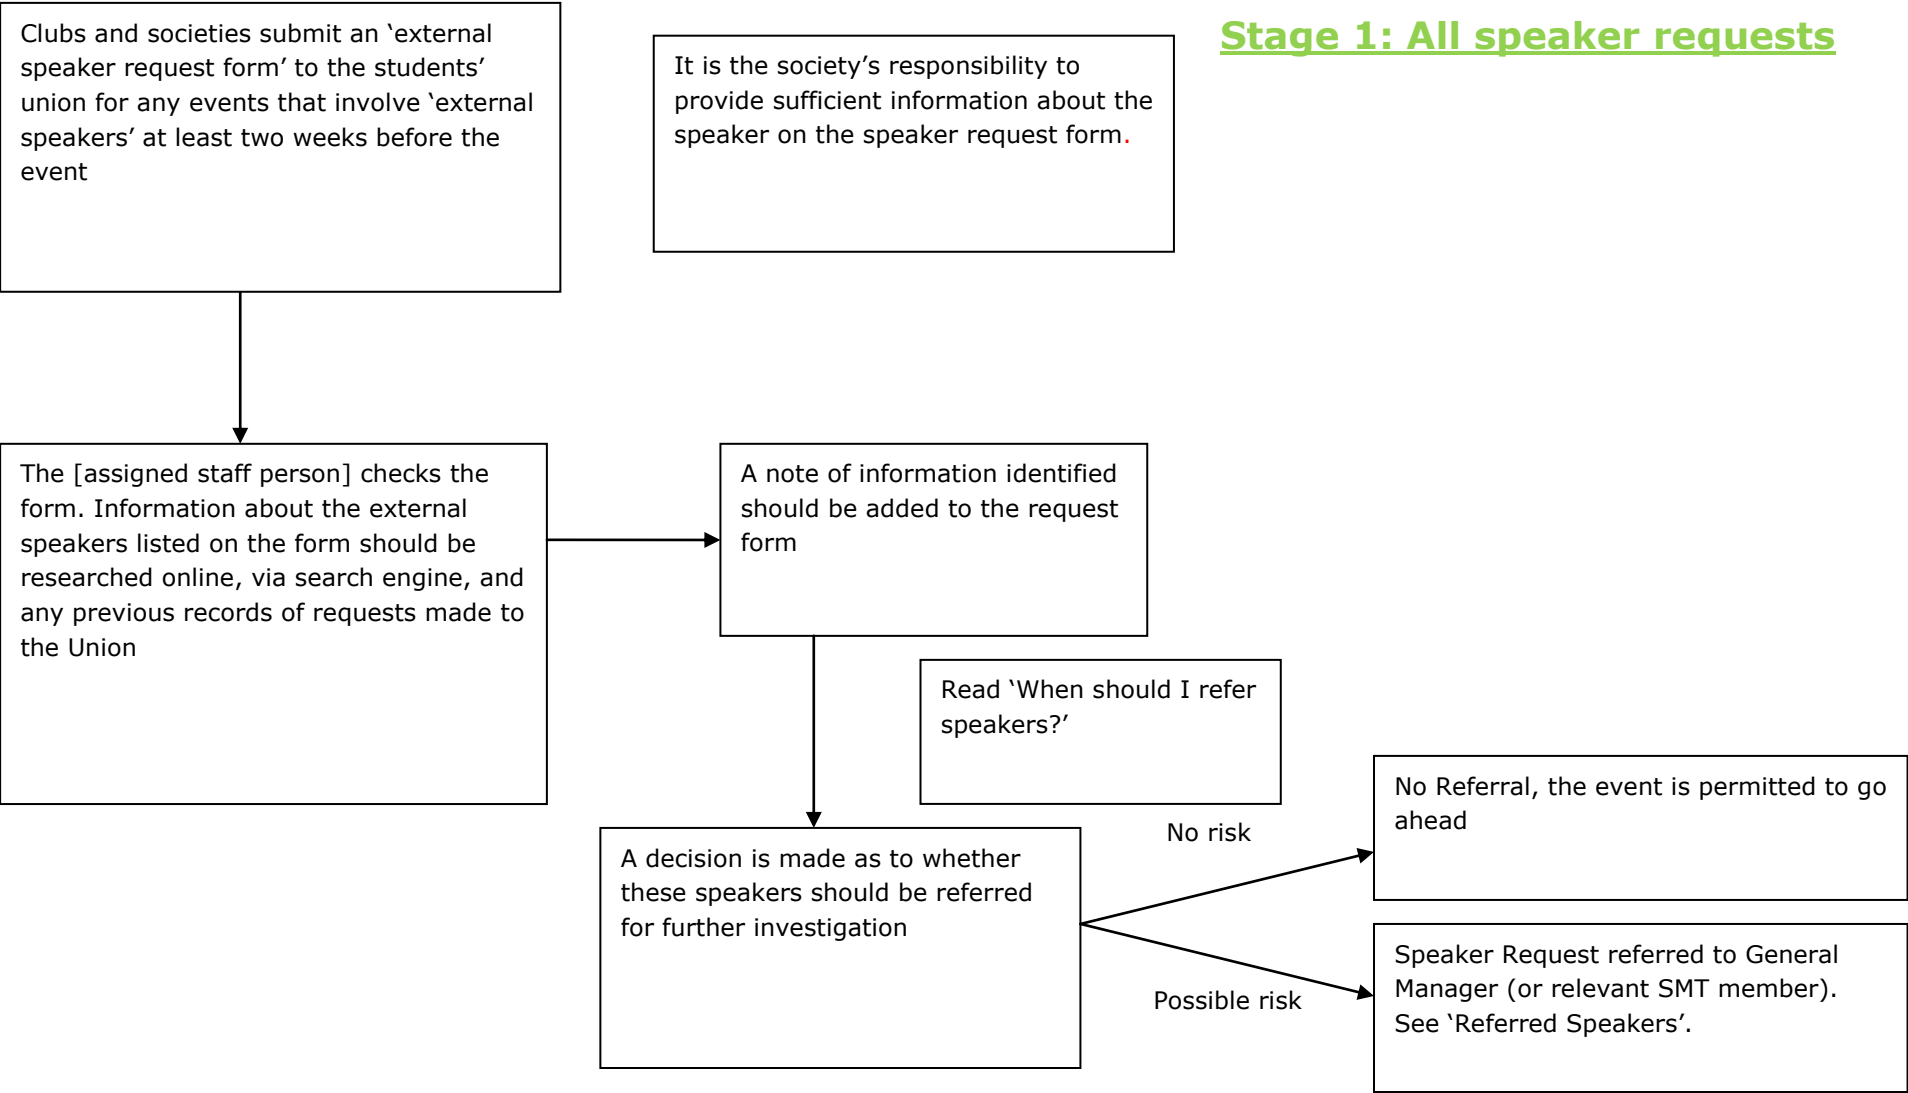 Stage 1: All speaker requests
Clubs and societies submit an ‘external
speaker request form’ to the students’
union for any events that involve ‘external
speakers’ at least two weeks before the
event
It is the society’s responsibility to
provide sufficient information about the
speaker on the speaker request form.
The [assigned staff person] checks the
form. Information about the external
speakers listed on the form should be
researched online, via search engine, and
any previous records of requests made to
the Union
A note of information identified
should be added to the request
form
Read ‘When should I refer
speakers?’
A decision is made as to whether
these speakers should be referred
for further investigation
No risk
No Referral, the event is permitted to go
ahead
Possible risk
Speaker Request referred to General
Manager (or relevant SMT member).
See ‘Referred Speakers’.